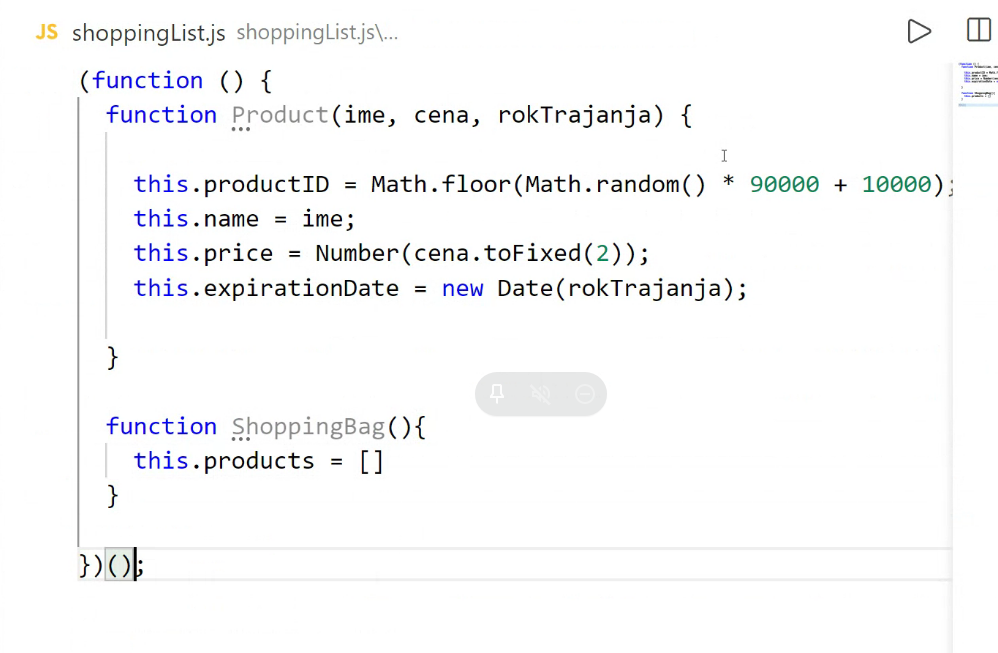 JS shoppingList.js shoppingList.js\...
(function () {
function Product(ime, cena, rokTrajanja) {
this.productID = Math.floor(Math.random() * 90000 + 10000);
this.name = ime;
this.price = Number(cena.toFixed(2));
this.expirationDate = new Date(rokTrajanja);
}
function ShoppingBag(){
this.products = []
}
})();